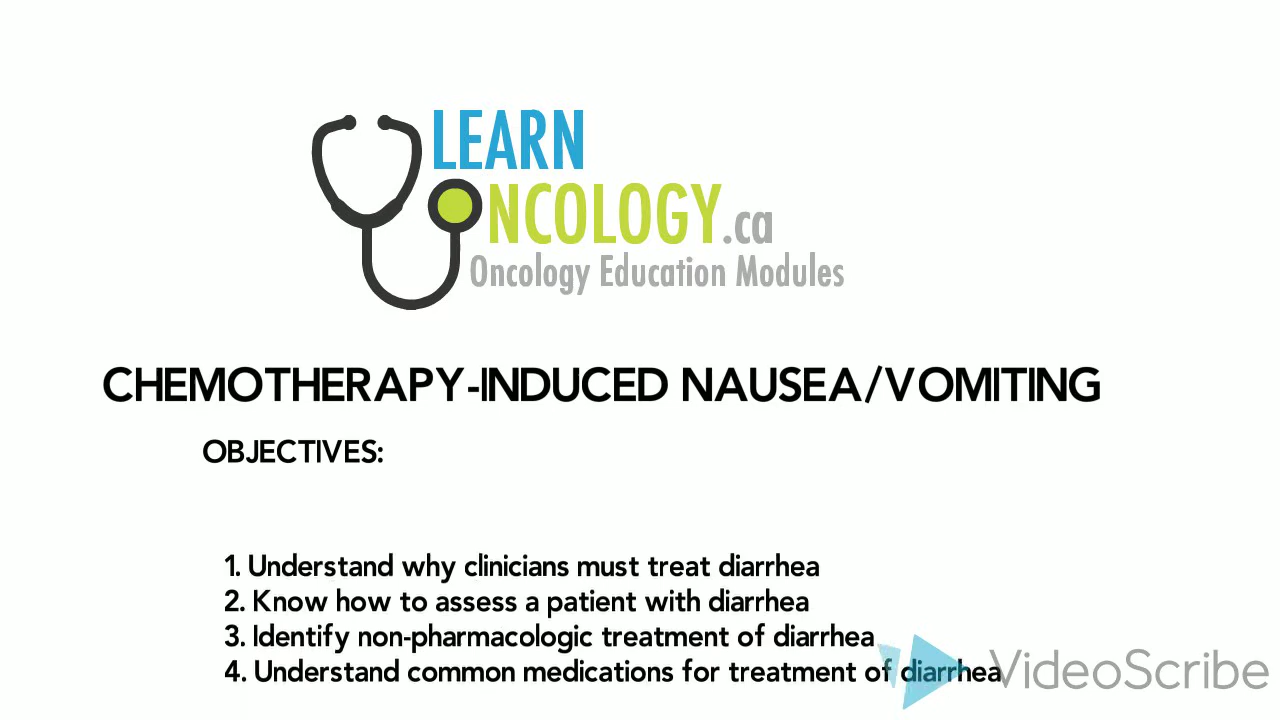 LEARN
ONCOLOGY.ca
Oncology Education Modules
CHEMOTHERAPY-INDUCED NAUSEA/VOMITING
OBJECTIVES:
1. Understand why clinicians must treat diarrhea
2. Know how to assess a patient with diarrhea
3. Identify non-pharmacologic treatment of diarrhea
4. Understand common medications for treatment of diarrhea
VideoScribe